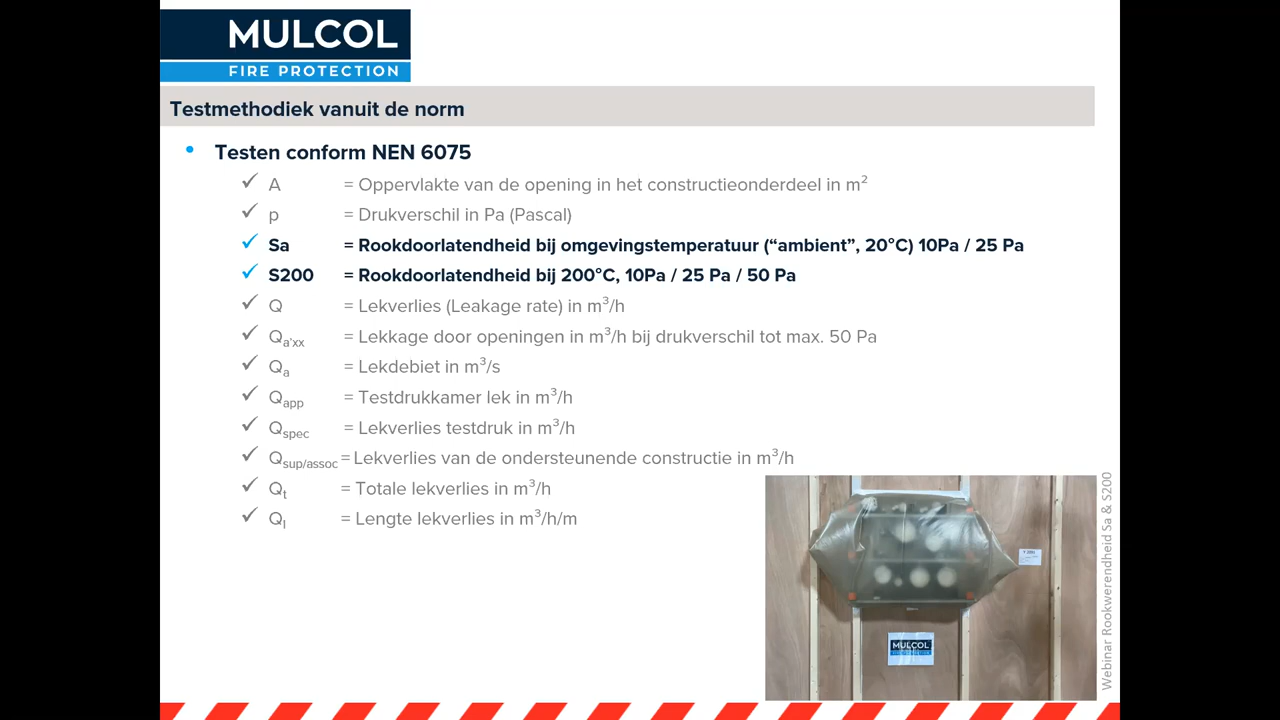 MULCOL
FIRE PROTECTION
Testmethodiek vanuit de norm
• Testen conform NEN 6075
✓ A = Oppervlakte van de opening in het constructieonderdeel in m²
✓ p = Drukverschil in Pa (Pascal)
✓ Sa = Rookdoorlatendheid bij omgevingstemperatuur (“ambient”, 20°C) 10Pa / 25 Pa
✓ S200 = Rookdoorlatendheid bij 200°C, 10Pa / 25 Pa / 50 Pa
✓ Q = Lekverlies (Leakage rate) in m³/h
✓ Qa'xx = Lekkage door openingen in m³/h bij drukverschil tot max. 50 Pa
✓ Qa = Lekdebiet in m³/s
✓ Qapp = Testdrukkamer lek in m³/h
✓ Qspec = Lekverlies testdruk in m³/h
✓ Qsup/assoc = Lekverlies van de ondersteunende constructie in m³/h
✓ Qt = Totale lekverlies in m³/h
✓ Ql = Lengte lekverlies in m³/h/m
MULCOL
Webinar Rookwerendheid Sa & S200